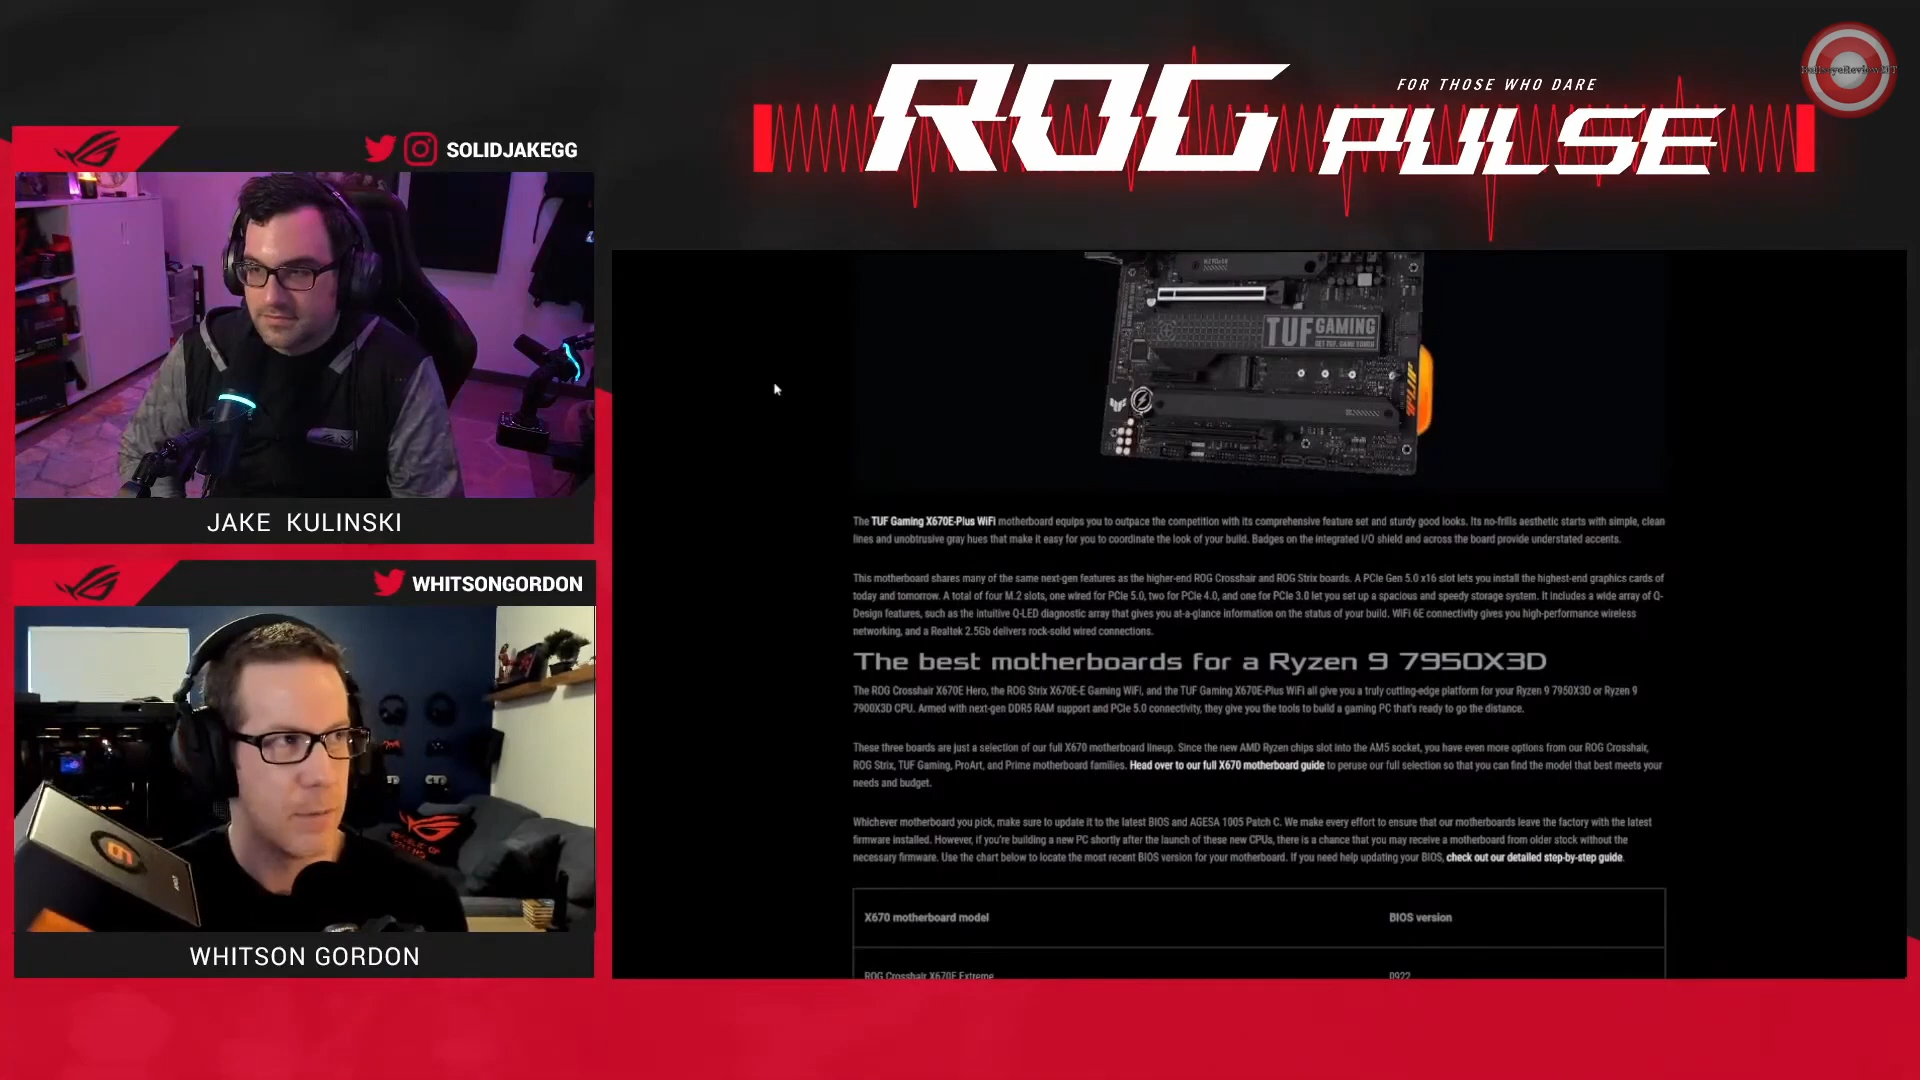 ROG
FOR THOSE WHO DARE
PULSE
SOLIDJAKEGG
JAKE KULINSKI
WHITSONGORDON
WHITSON GORDON
TUF GAMING
The TUF Gaming X670E-Plus WiFi motherboard equips you to outpace the competition with its comprehensive feature set and sturdy good looks. Its no-frills aesthetic starts with simple, clean
lines and unobtrusive gray hues that make it easy for you to coordinate the look of your build. Badges on the integrated I/O shield and across the board provide understated accents.
This motherboard shares many of the same next-gen features as the higher-end ROG Crosshair and ROG Strix boards. A PCIe Gen 5.0 x16 slot lets you install the highest-end graphics cards of
today and tomorrow. A total of four M.2 slots, one wired for PCIe 5.0, two for PCIe 4.0, and one for PCIe 3.0 let you set up a spacious and speedy storage system. It includes a wide array of Q-
Design features, such as the intuitive Q-LED diagnostic array that gives you at-a-glance information on the status of your build. WiFi 6E connectivity gives you high-performance wireless
networking, and a Realtek 2.5Gb delivers rock-solid wired connections.
The best motherboards for a Ryzen 9 7950X3D
The ROG Crosshair X670E Hero, the ROG Strix X670E-E Gaming WiFi, and the TUF Gaming X670E-Plus WiFi all give you a truly cutting-edge platform for your Ryzen 9 7950X3D or Ryzen 9
7900X3D CPU. Armed with next-gen DDR5 RAM support and PCIe 5.0 connectivity, they give you the tools to build a gaming PC that's ready to go the distance.
These three boards are just a selection of our full X670 motherboard lineup. Since the new AMD Ryzen chips slot into the AM5 socket, you have even more options from our ROG Crosshair,
ROG Strix, TUF Gaming, ProArt, and Prime motherboard families. Head over to our full X670 motherboard guide to peruse our full selection so that you can find the model that best meets your
needs and budget.
Whichever motherboard you pick, make sure to update it to the latest BIOS and AGESA 1005 Patch C. We make every effort to ensure that our motherboards leave the factory with the latest
firmware installed. However, if you're building a new PC shortly after the launch of these new CPUs, there is a chance that you may receive a motherboard from older stock without the
necessary firmware. Use the chart below to locate the most recent BIOS version for your motherboard. If you need help updating your BIOS, check out our detailed step-by-step guide.
X670 motherboard model BIOS version
ROG Crosshair X670E Extreme 0922